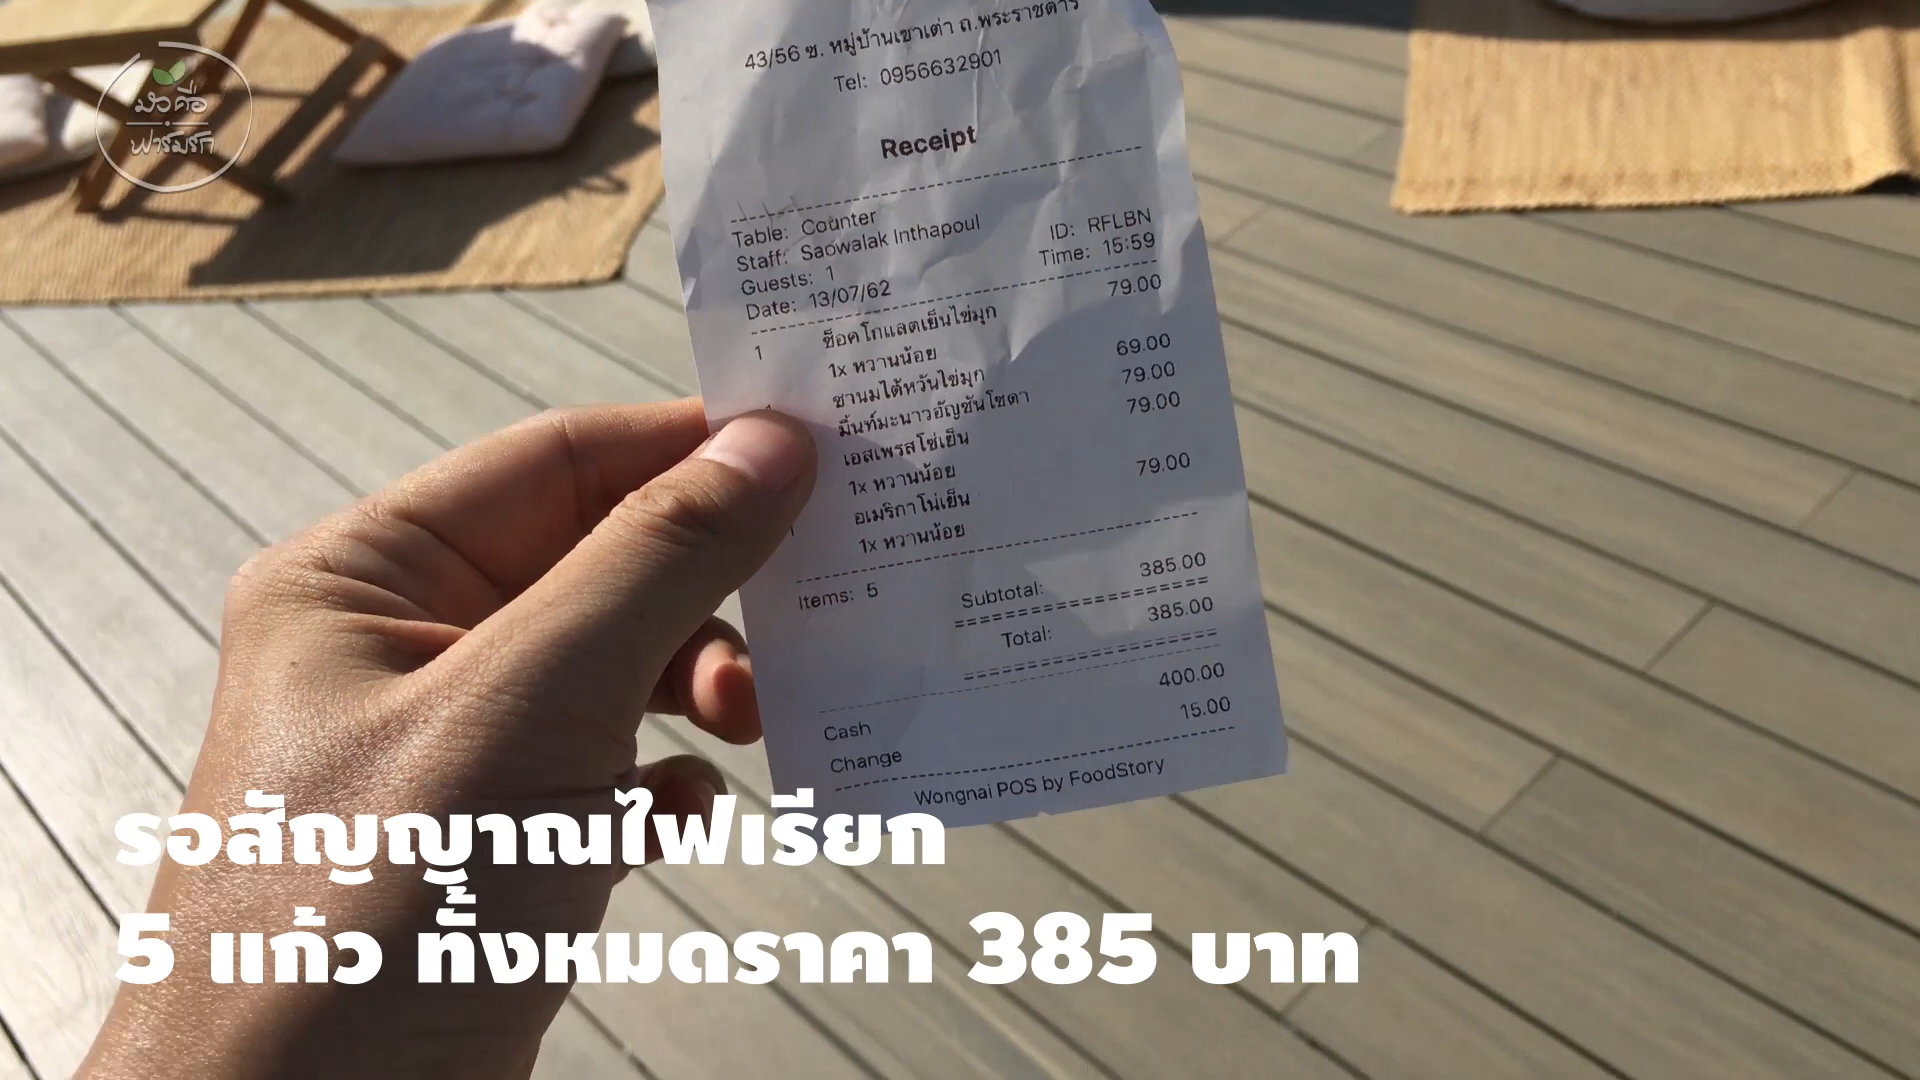 มอคือ
ฟาร์มรัก
43/56 ซ. หมู่บ้านเขาเต่า ถ.พระราชดำริ
Tel: 0956632901
Receipt
Table: Counter
Staff: Saowalak Inthapoul ID: RFLBN
Guests: 1 Time: 15:59
Date: 13/07/62
1 ช็อคโกแลตเย็นไข่มุก 79.00
1x หวานน้อย
ชานมไต้หวันไข่มุก 69.00
มิ้นท์มะนาวอัญชันโซดา 79.00
เอสเพรสโซ่เย็น 79.00
1x หวานน้อย
อเมริกาโน่เย็น 79.00
1x หวานน้อย
Items: 5 Subtotal: 385.00
Total: 385.00
Cash 400.00
Change 15.00
Wongnai POS by FoodStory
รอสัญญาณไฟเรียก
5 แก้ว ทั้งหมดราคา 385 บาท